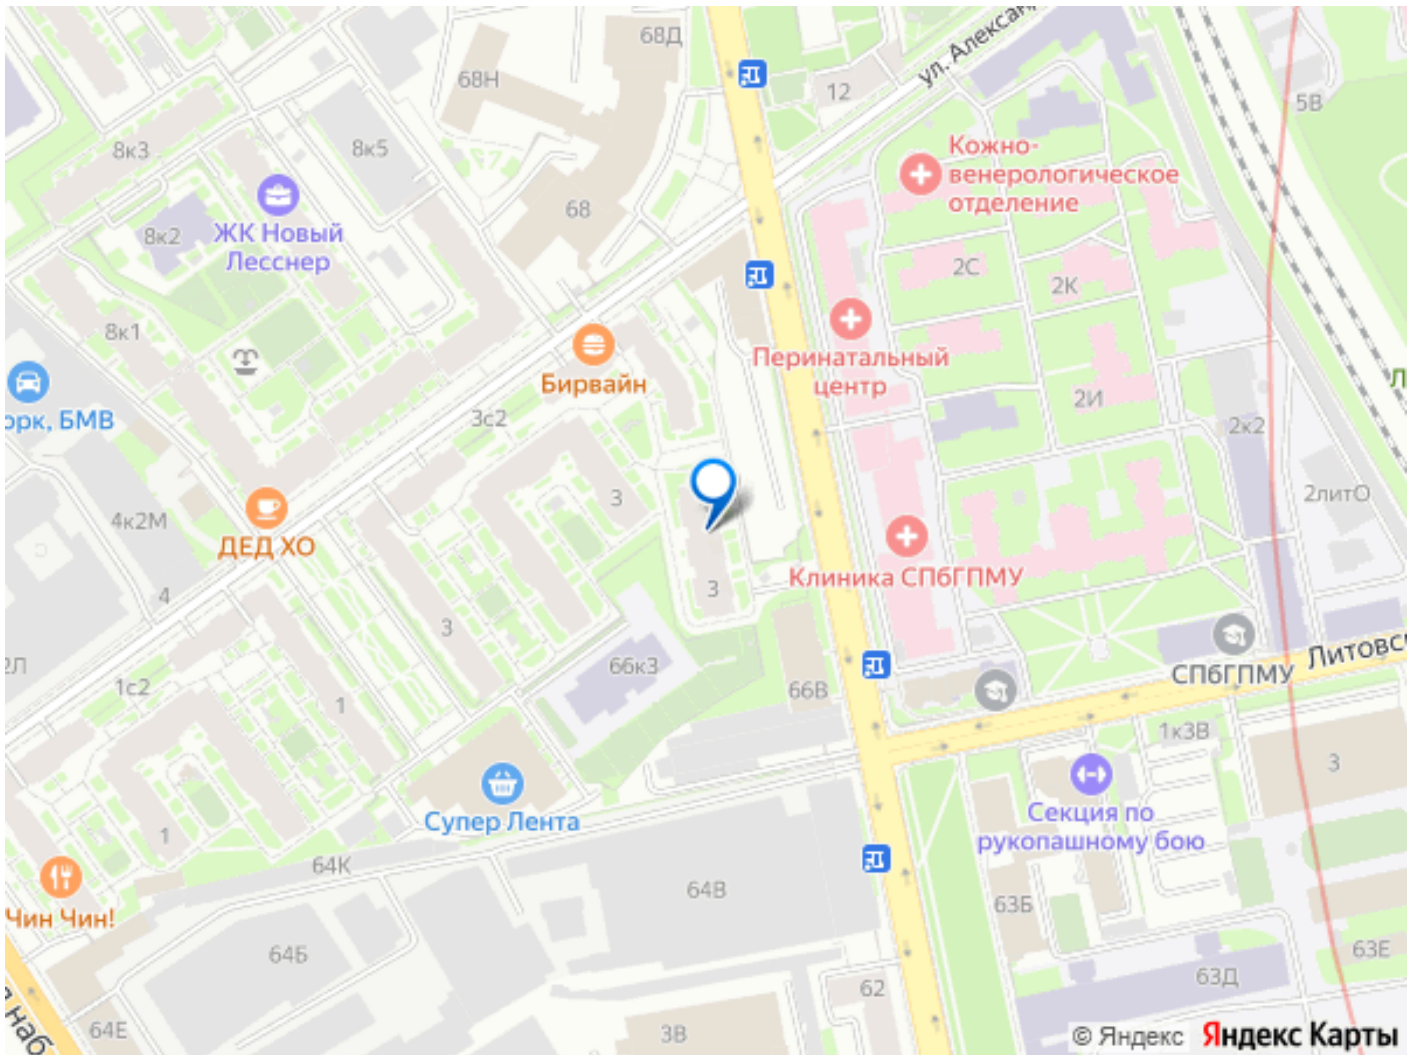 68Д
68Н
ул. Алексан
12
5В
8к3
8к5
Кожно-
венерологическое
отделение
8к2
ЖК Новый
Лесснер
68
2С
2К
8к1
Бирвайн
Перинатальный
центр
орк, БМВ
3с2
2И
2к2
Л
4к2М
ДЕД ХО
3
2литО
4
3
Клиника СПбГПМУ
2Л
1с2
3
66к3
66В
СПбГПМУ
Литовс
1
1к3В
3
1
Супер Лента
Секция по
рукопашному бою
64К
64В
63Б
Чин Чин!
64Б
63Е
63Д
62
наб
64Е
3В
© Яндекс
Яндекс Карты